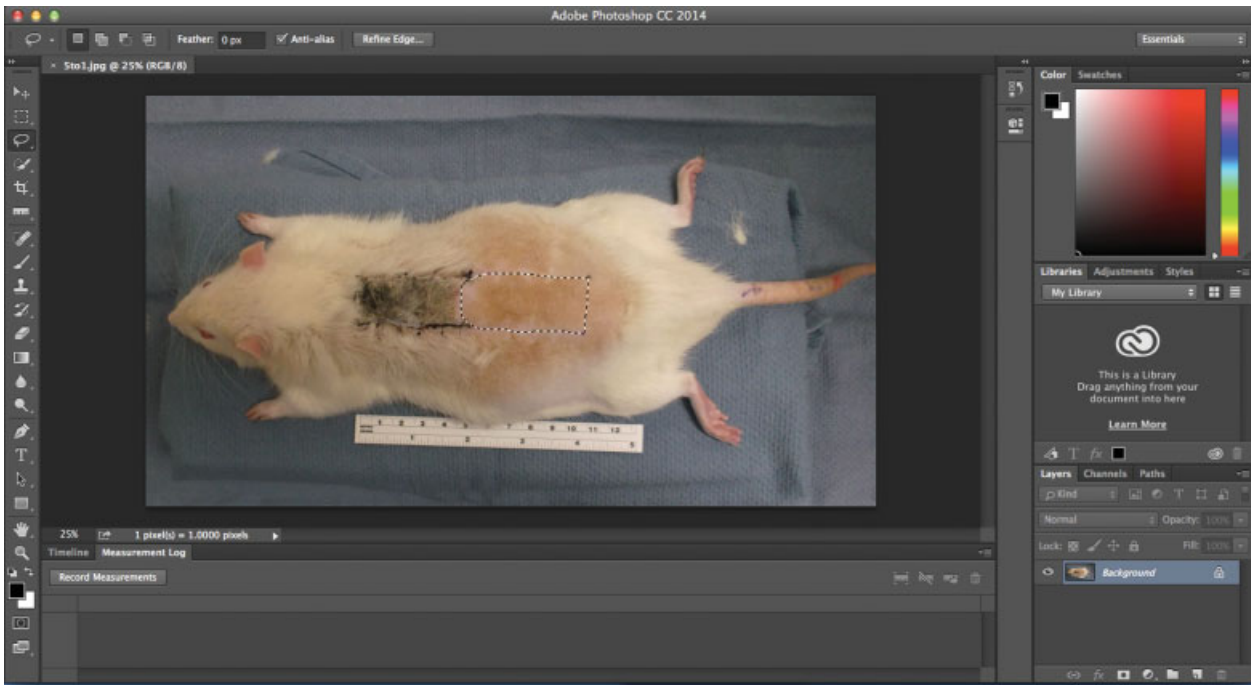 Adobe Photoshop CC 2014
Feather: 0 px Anti-alias Refine Edge... Essentials
× 5to1.jpg @ 25% (RGB/8)
Color Swatches
Libraries Adjustments Styles
My Library
This is a Library
Drag anything from your
document into here
Learn More
1 2 3 4 5 7 8 9 10 11 12
1 2 3 4 5
Layers Channels Paths
Kind
Normal Opacity: 100%
Lock: Fill: 100%
Background
25% 1 pixel(s) = 1.0000 pixels
Timeline Measurement Log
Record Measurements